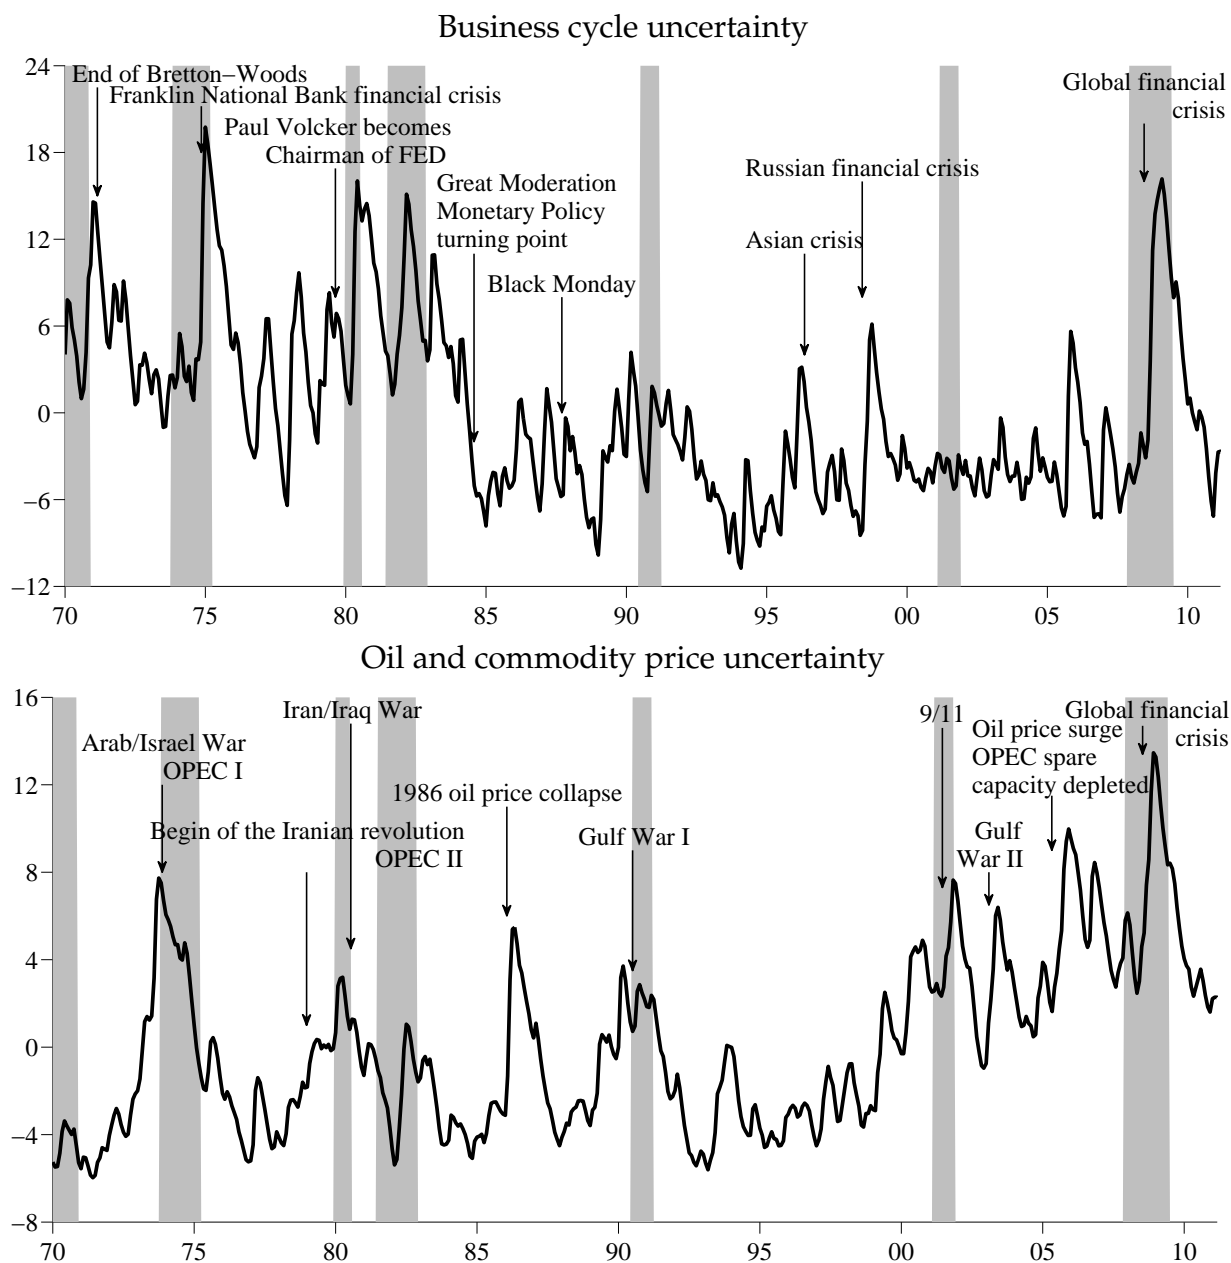 Business cycle uncertainty
24
18
12
6
0
−6
−12
End of Bretton−Woods
Franklin National Bank financial crisis
Paul Volcker becomes
Chairman of FED
Great Moderation
Monetary Policy
turning point
Black Monday
Asian crisis
Russian financial crisis
Global financial
crisis
70 75 80 85 90 95 00 05 10
Oil and commodity price uncertainty
16
12
8
4
0
−4
−8
Arab/Israel War
OPEC I
Iran/Iraq War
Begin of the Iranian revolution
OPEC II
1986 oil price collapse
Gulf War I
9/11
Gulf
War II
Oil price surge
OPEC spare
capacity depleted
Global financial
crisis
70 75 80 85 90 95 00 05 10